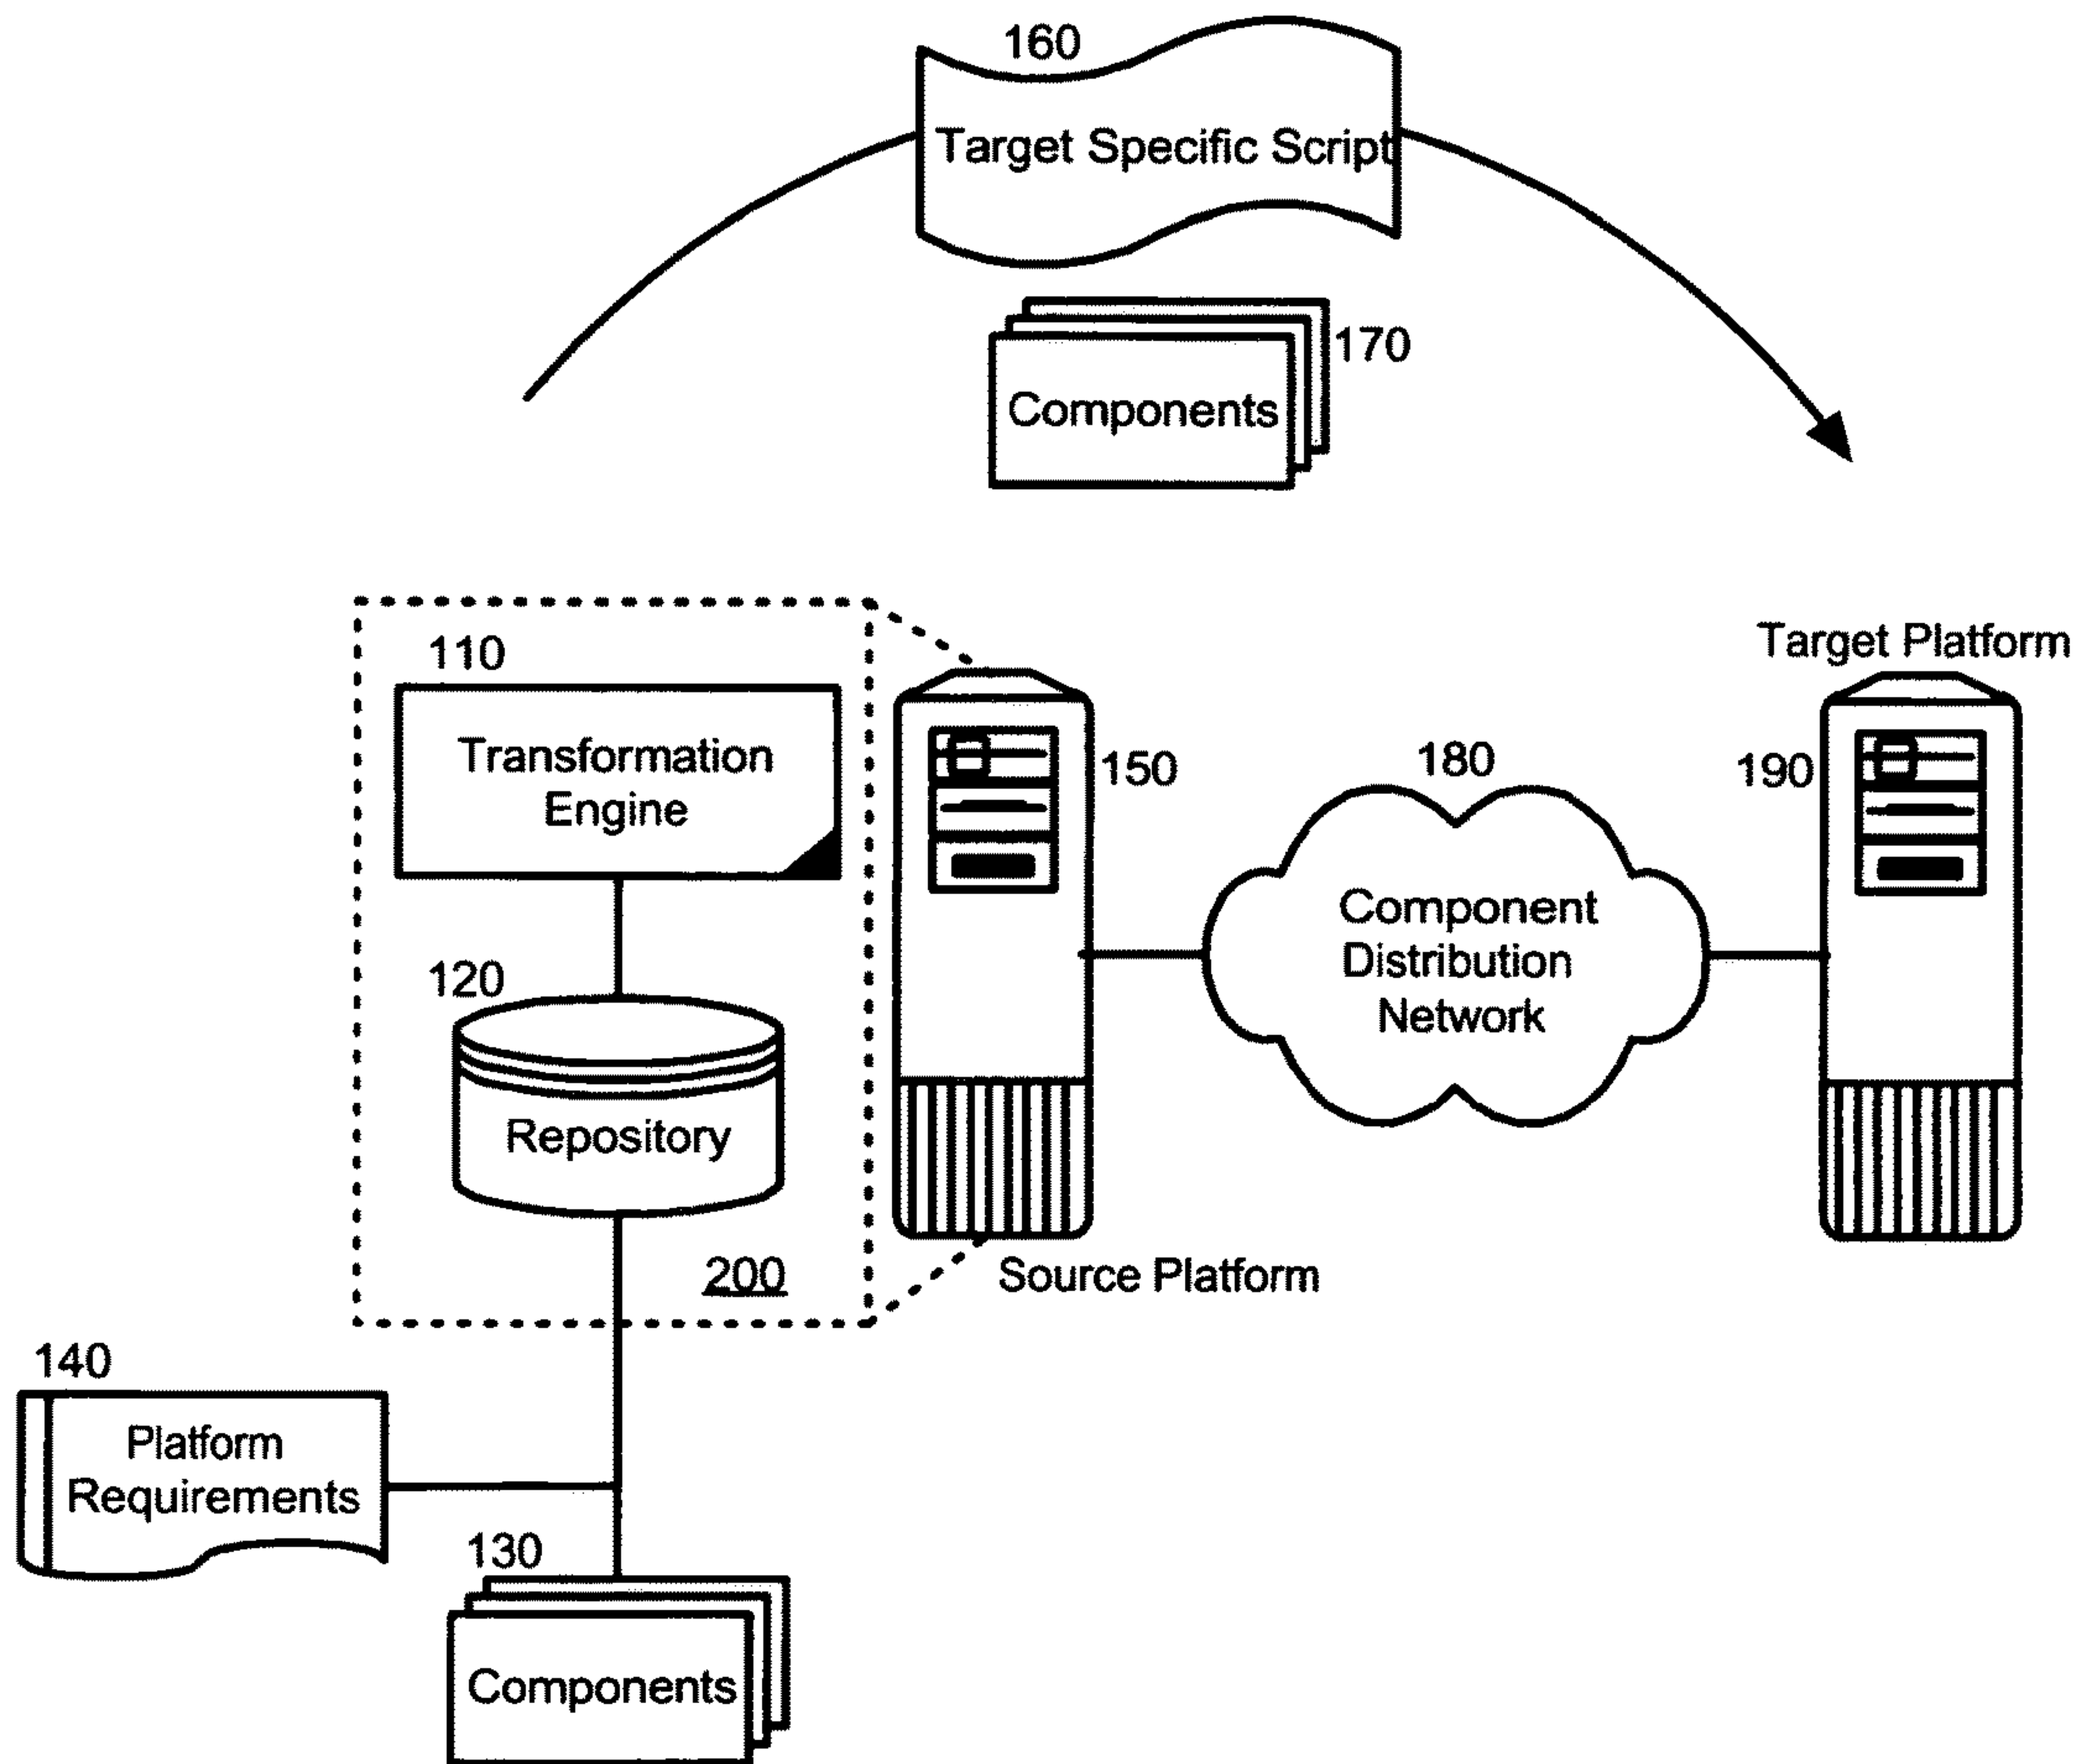 160
Target Specific Script
170
Components
110
Transformation
Engine
120
Repository
200
150
Source Platform
180
Component
Distribution
Network
Target Platform
190
140
Platform
Requirements
130
Components